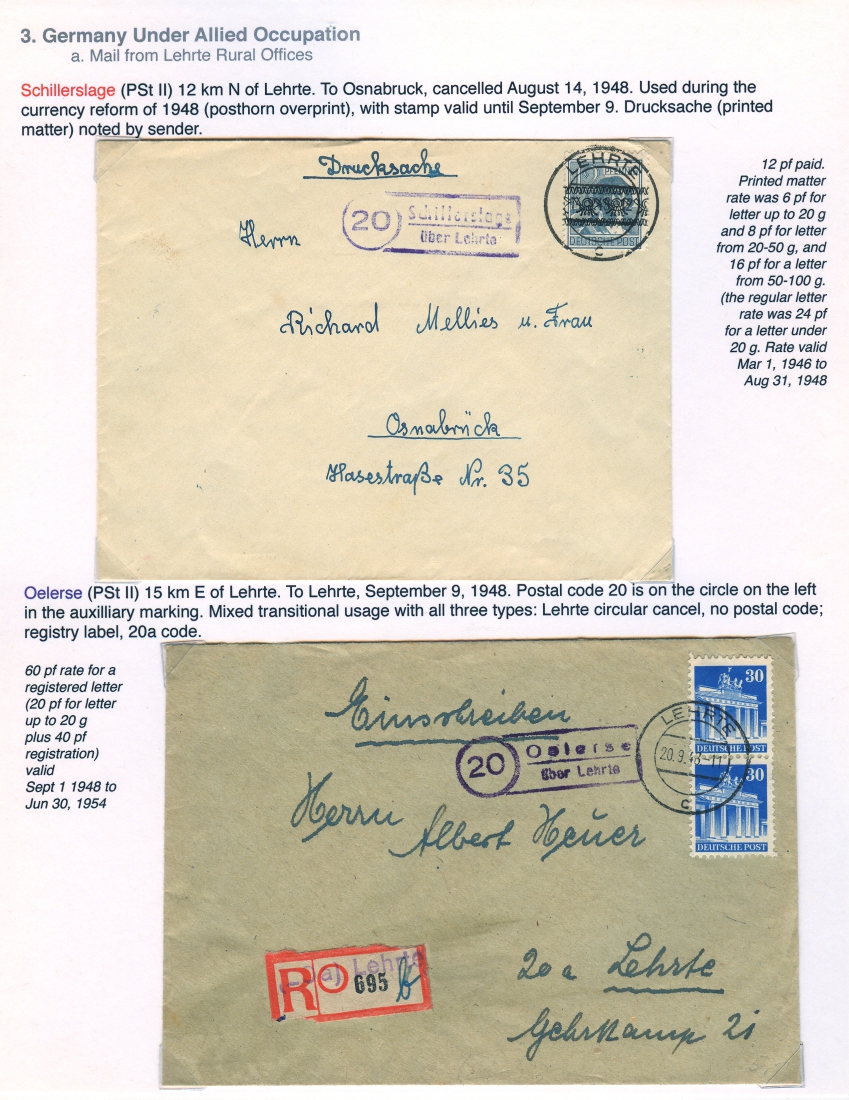 3. Germany Under Allied Occupation
a. Mail from Lehrte Rural Offices
Schillerslage (PSt II) 12 km N of Lehrte. To Osnabruck, cancelled August 14, 1948. Used during the
currency reform of 1948 (posthorn overprint), with stamp valid until September 9. Drucksache (printed
matter) noted by sender.
12 pf paid.
Printed matter
rate was 6 pf for
letter up to 20 g
and 8 pf for letter
from 20-50 g, and
16 pf for a letter
from 50-100 g.
(the regular letter
rate was 24 pf
for a letter under
20 g. Rate valid
Mar 1, 1946 to
Aug 31, 1948
Drucksache
LEHRTE
c
DEUTSCHE POST
20
Schillerslage
über Lehrte
Herrn
Richard Mellies u. Frau
Osnabrück
Hasestraße Nr. 35
Oelerse (PSt II) 15 km E of Lehrte. To Lehrte, September 9, 1948. Postal code 20 is on the circle on the left
in the auxilliary marking. Mixed transitional usage with all three types: Lehrte circular cancel, no postal code;
registry label, 20a code.
60 pf rate for a
registered letter
(20 pf for letter
up to 20 g
plus 40 pf
registration)
valid
Sept 1 1948 to
Jun 30, 1954
Einschreiben
30
DEUTSCHE POST
30
DEUTSCHE POST
LEHRTE
20.9.48
c
20
Oelerse
über Lehrte
Herrn
Albert Heuer
R
Lehrte
695 b
20a Lehrte
Gehrkamp 21